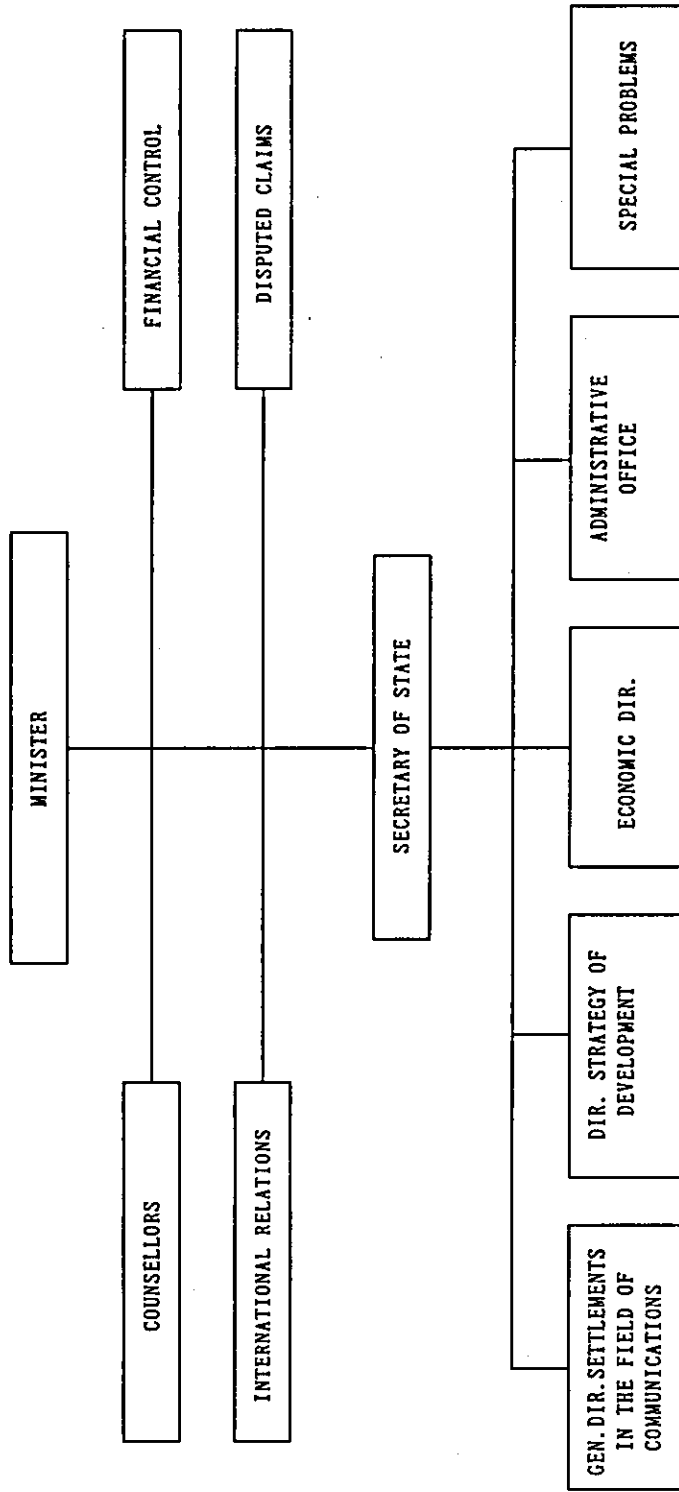 MINISTER
COUNSELLORS
FINANCIAL CONTROL
INTERNATIONAL RELATIONS
DISPUTED CLAIMS
SECRETARY OF STATE
GEN.DIR.SETTLEMENTS
IN THE FIELD OF
COMMUNICATIONS
DIR. STRATEGY OF
DEVELOPMENT
ECONOMIC DIR.
ADMINISTRATIVE
OFFICE
SPECIAL PROBLEMS